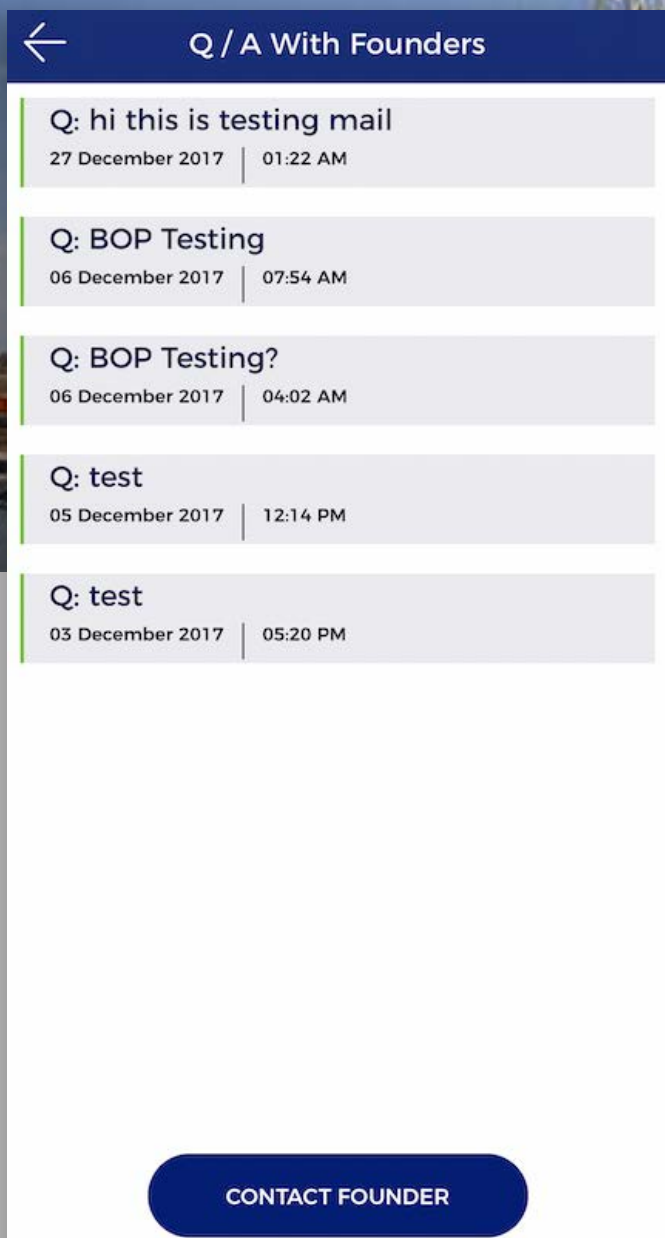 Q / A With Founders
Q: hi this is testing mail
27 December 2017 | 01:22 AM
Q: BOP Testing
06 December 2017 | 07:54 AM
Q: BOP Testing?
06 December 2017 | 04:02 AM
Q: test
05 December 2017 | 12:14 PM
Q: test
03 December 2017 | 05:20 PM
CONTACT FOUNDER